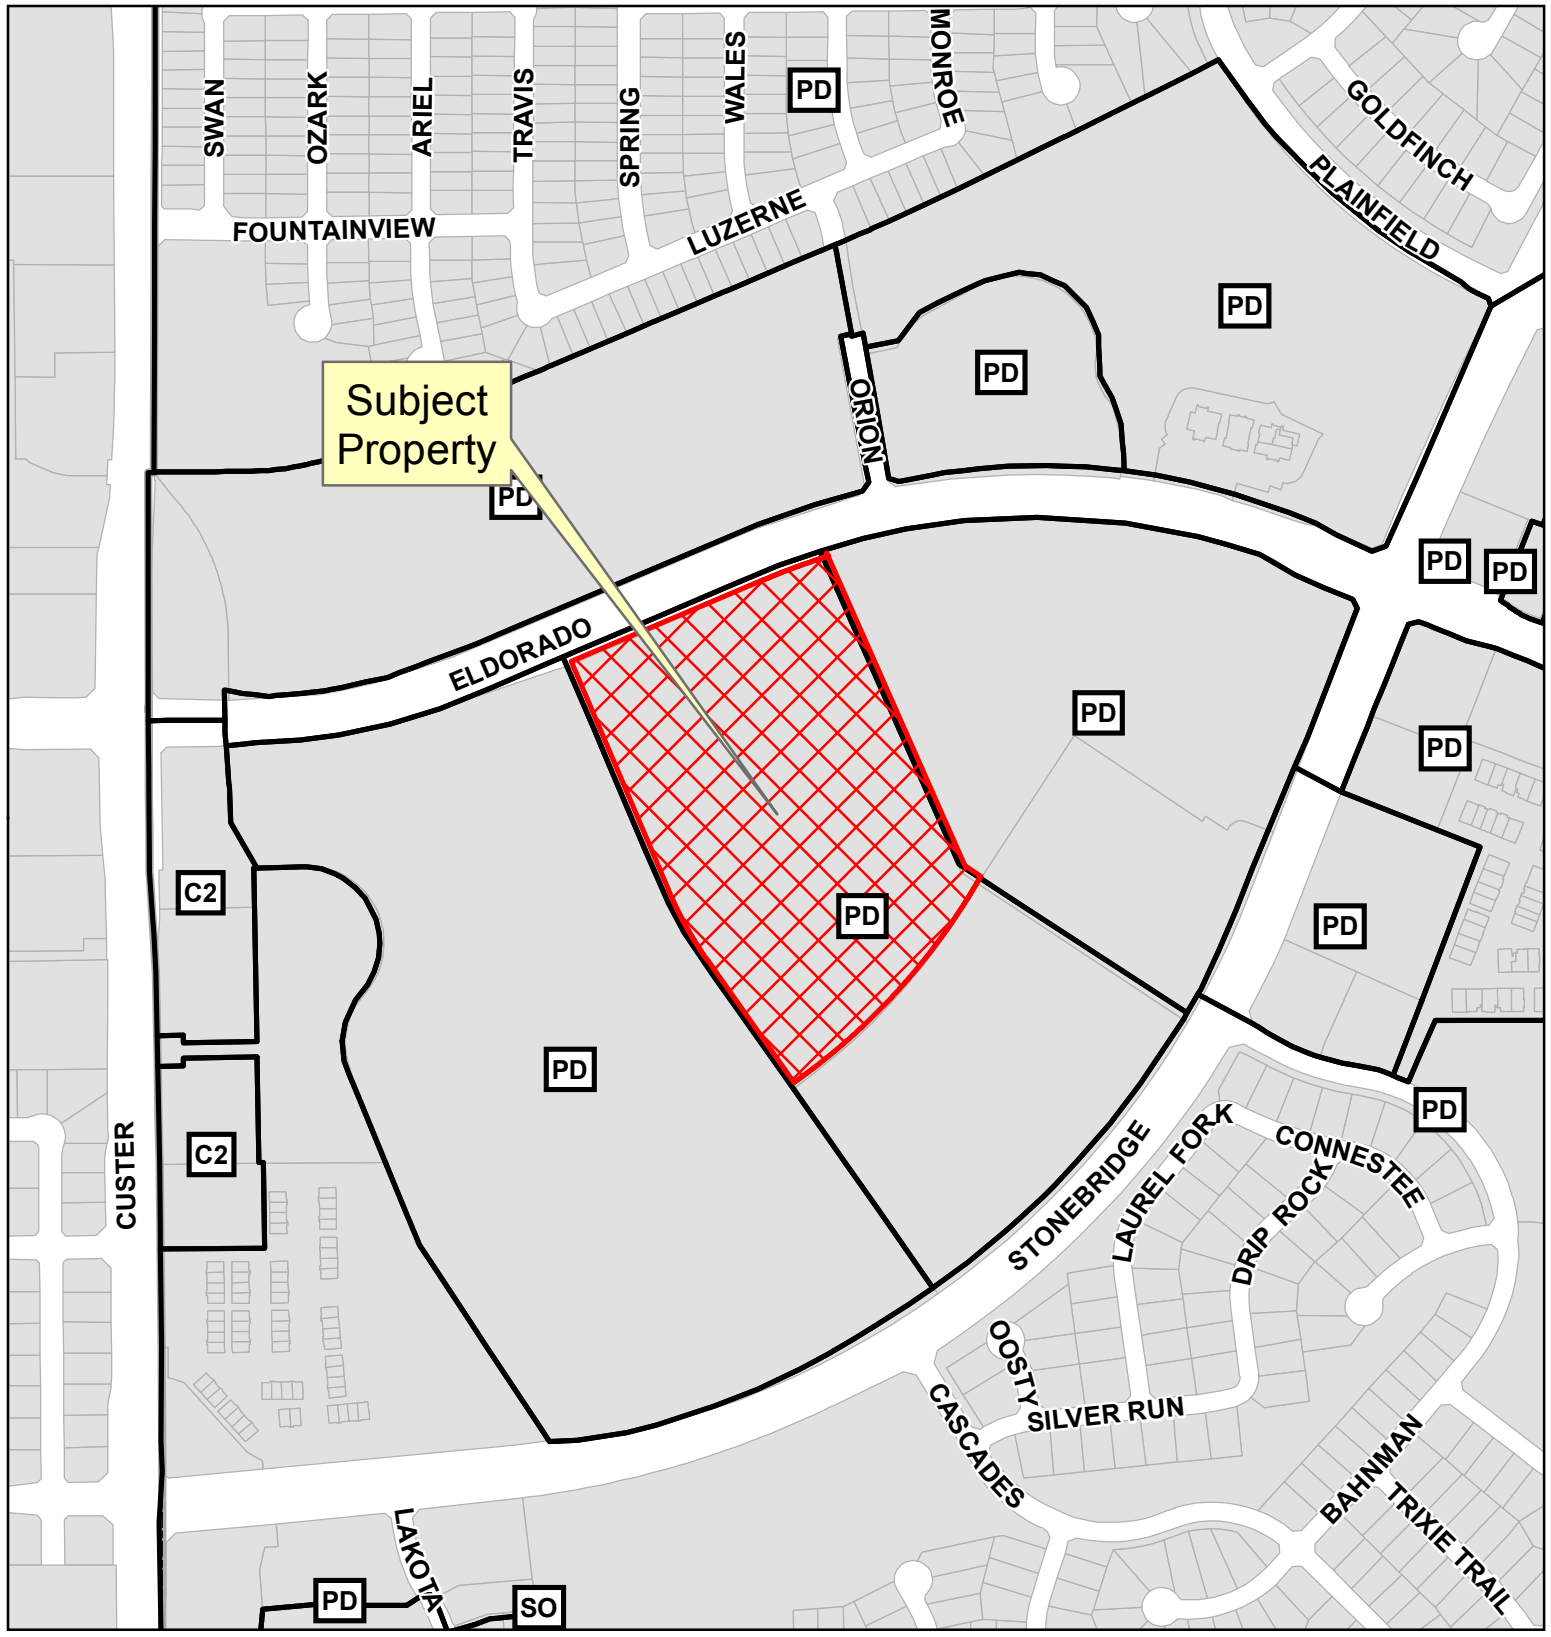 SWAN
OZARK
ARIEL
TRAVIS
SPRING
WALES
PD
MONROE
GOLDFINCH
PLAINFIELD
FOUNTAINVIEW
LUZERNE
PD
PD
ORION
Subject
Property
PD
PD
PD
ELDORADO
PD
PD
C2
PD
PD
PD
C2
PD
CUSTER
STONEBRIDGE
LAUREL FORK
CONNESTEE
DRIP ROCK
OOSTY
SILVER RUN
CASCADES
BAHNMAN
TRIXIE TRAIL
LAKOTA
PD
SO